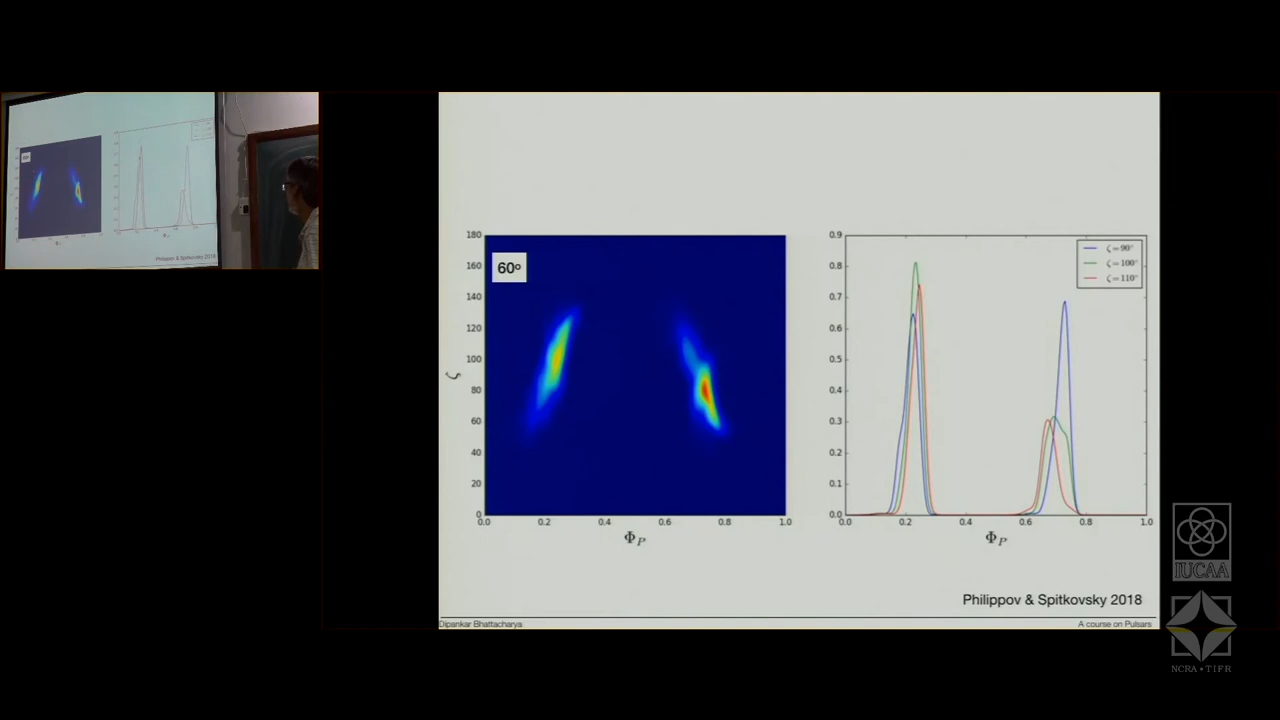 60º
180
160
140
120
100
80
60
40
20
0
ζ
0.0 0.2 0.4 0.6 0.8 1.0
Φ_P
0.9
0.8
0.7
0.6
0.5
0.4
0.3
0.2
0.1
0.0
0.0 0.2 0.4 0.6 0.8 1.0
Φ_P
ζ=90°
ζ=100°
ζ=110°
Philippov & Spitkovsky 2018
Dipankar Bhattacharya
A course on Pulsars
Philippov & Spitkovsky 2018
IUCAA
NCRA • TIFR